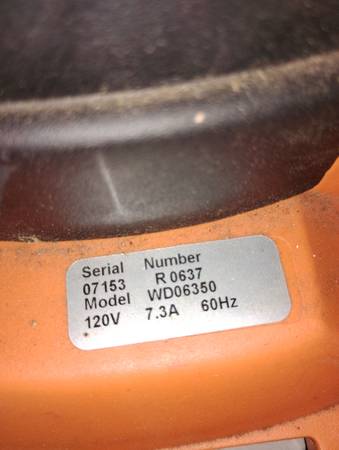 Serial Number
07153 R 0637
Model WD06350
120V 7.3A 60Hz